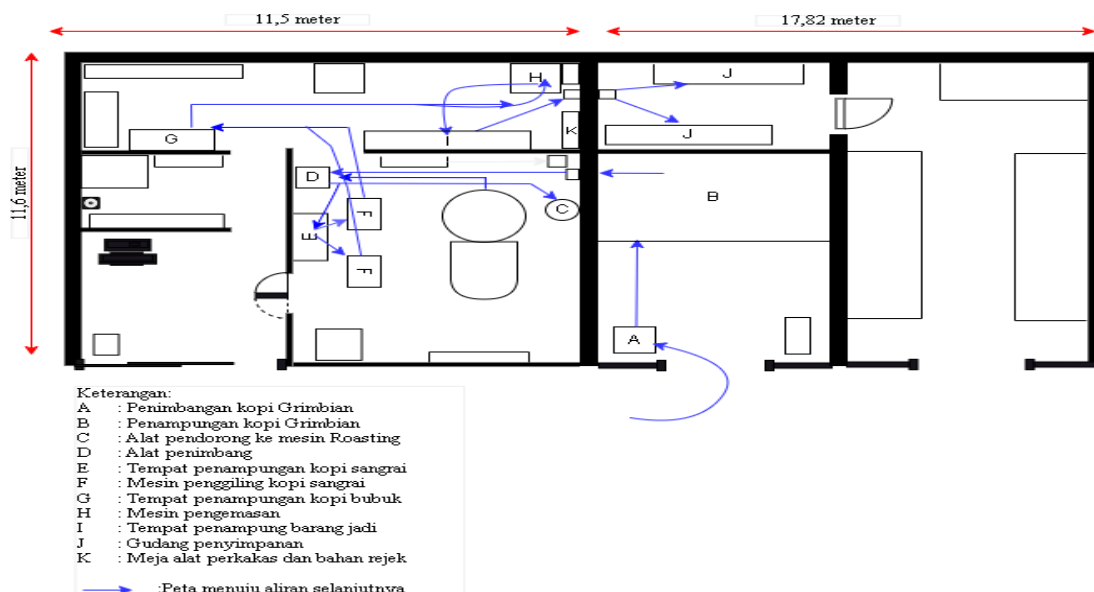 11,5 meter
17,82 meter
11,6 meter
H
J
G
I
K
J
D
B
C
F
E
F
A
Keterangan:
A : Penimbangan kopi Grimbian
B : Penampungan kopi Grimbian
C : Alat pendorong ke mesin Roasting
D : Alat penimbang
E : Tempat penampungan kopi sangrai
F : Mesin penggiling kopi sangrai
G : Tempat penampungan kopi bubuk
H : Mesin pengemasan
I : Tempat penampung barang jadi
J : Gudang penyimpanan
K : Meja alat perkakas dan bahan rejek
:Peta menuju aliran selanjutnya